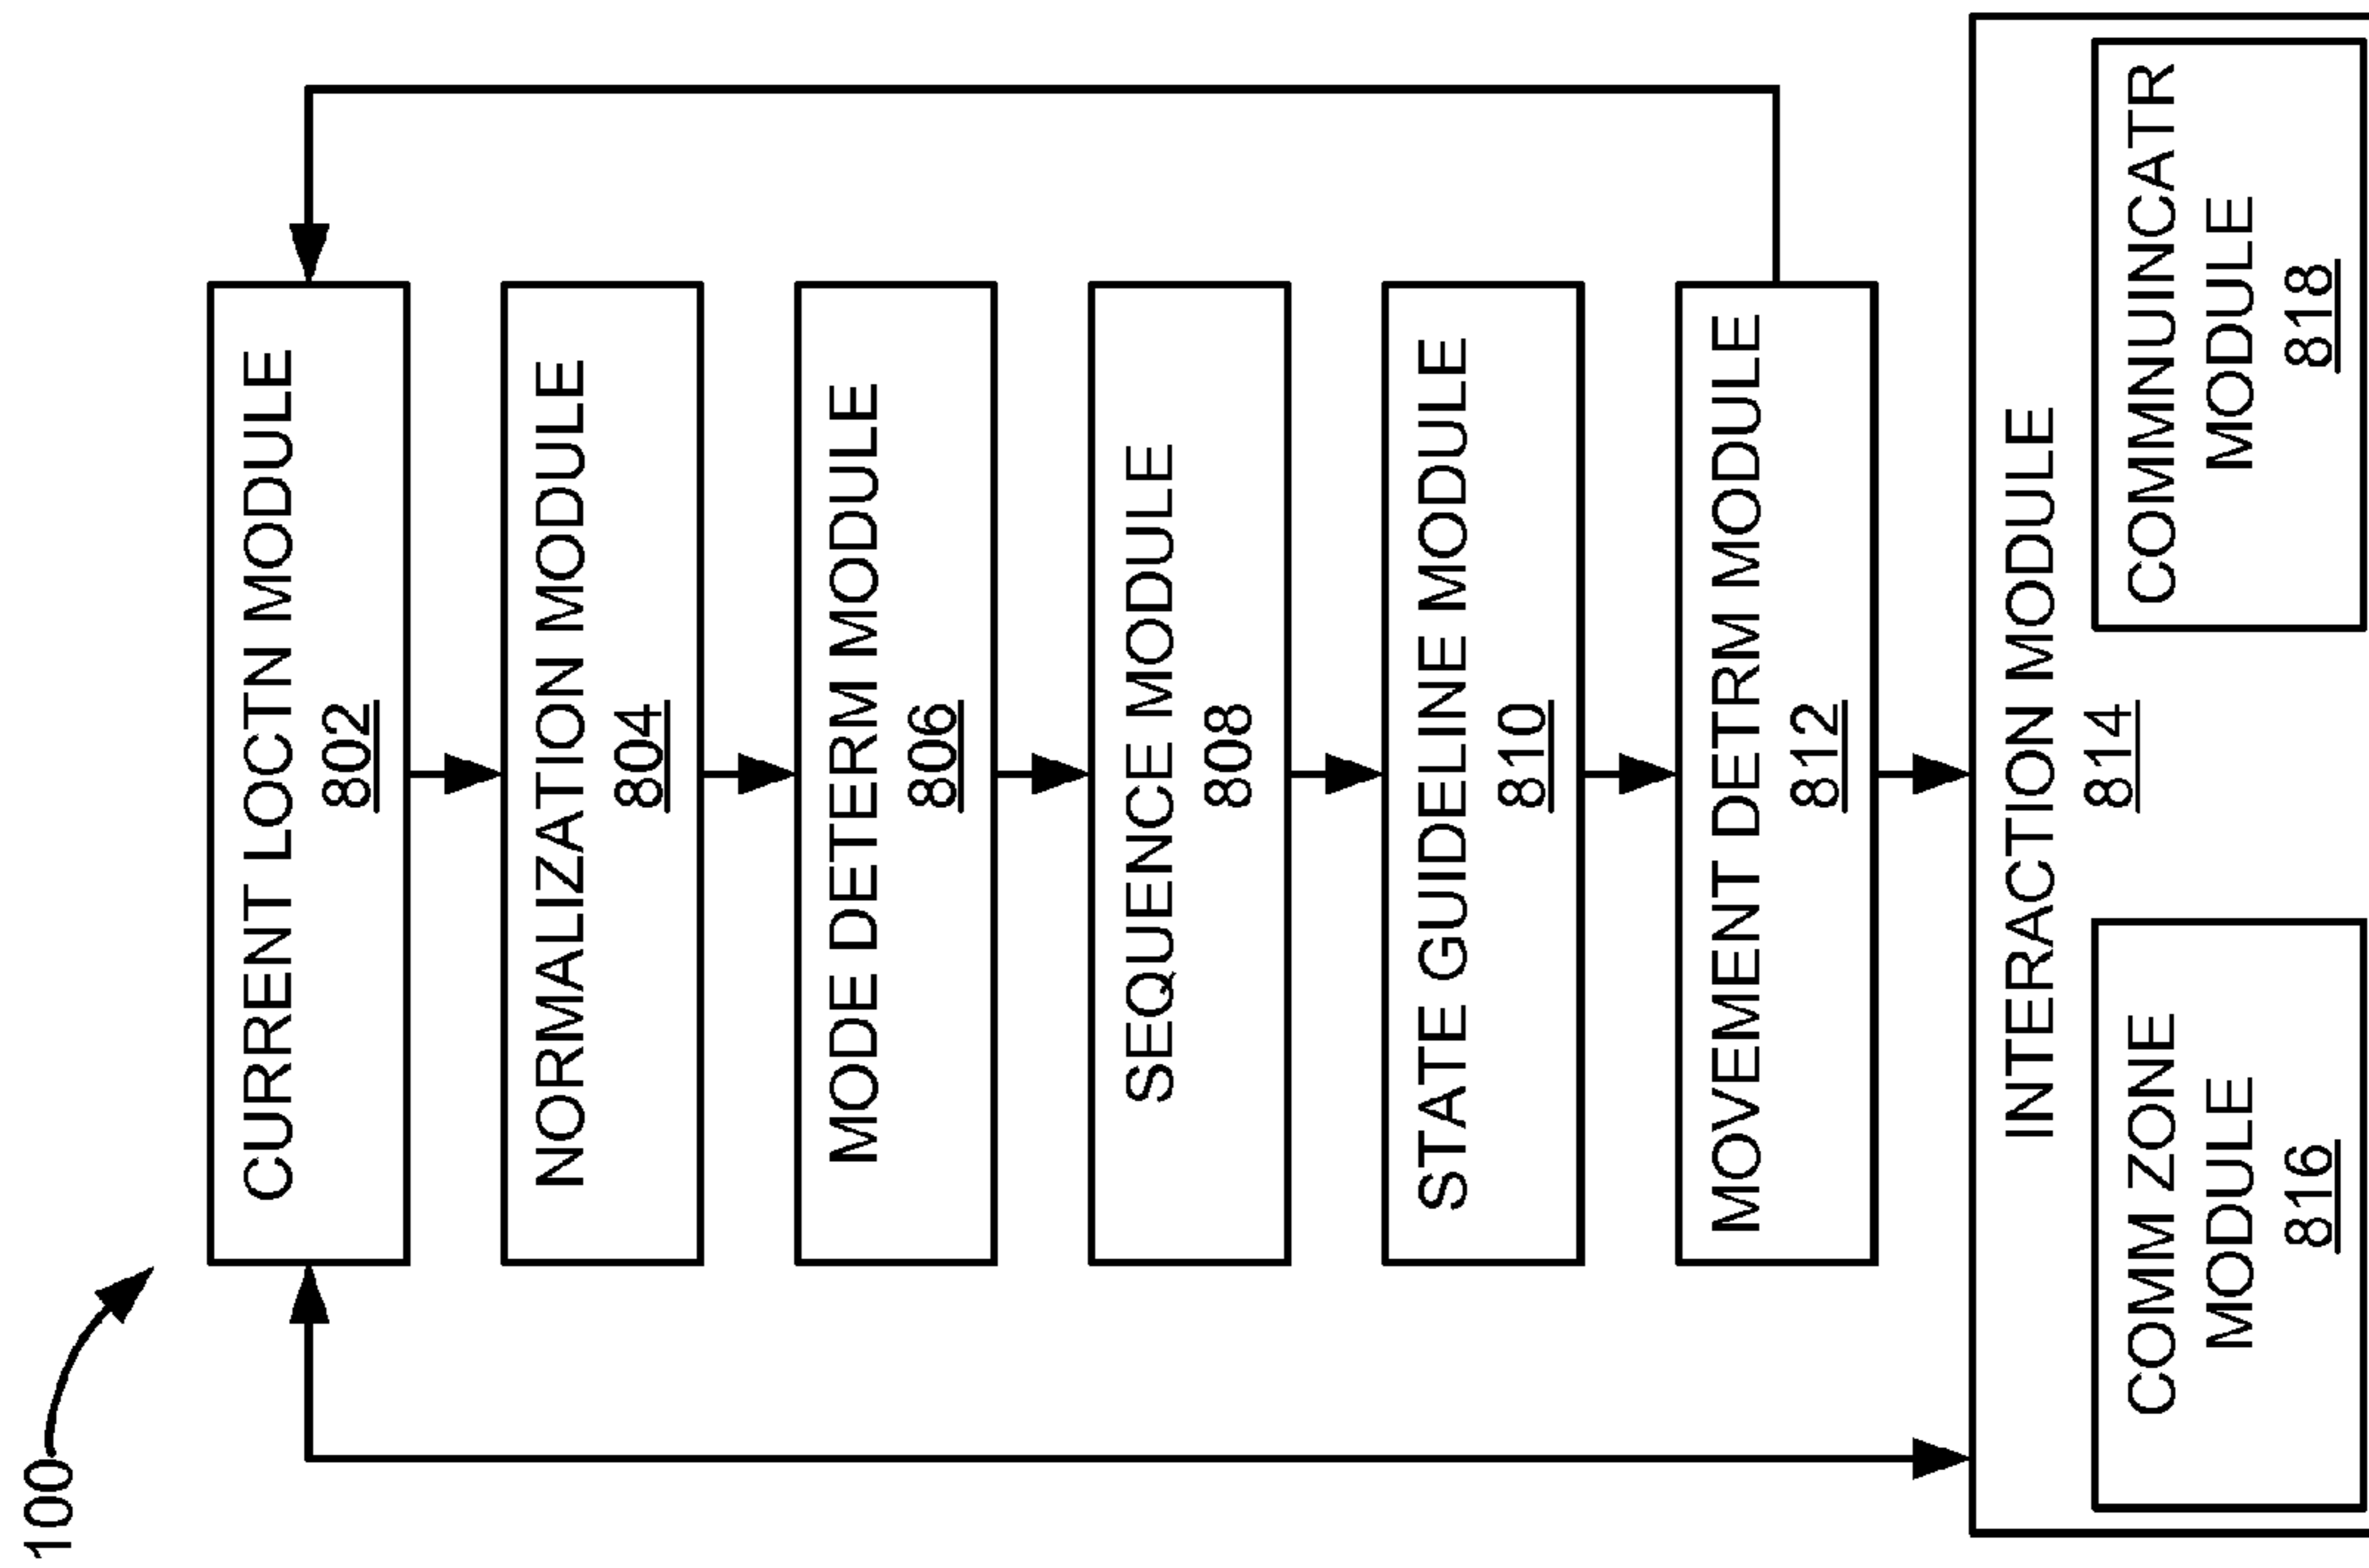 100
CURRENT LOCTN MODULE
802
NORMALIZATION MODULE
804
MODE DETERM MODULE
806
SEQUENCE MODULE
808
STATE GUIDELINE MODULE
810
MOVEMENT DETRM MODULE
812
INTERACTION MODULE
814
COMM ZONE
MODULE
816
COMMNUINCATR
MODULE
818